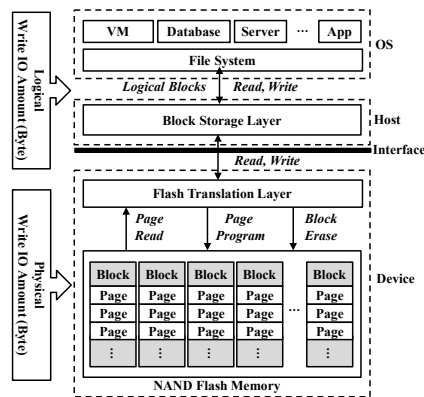 Logical
Write IO Amount (Byte)
VM
Database
Server
...
App
OS
File System
Logical Blocks
Read, Write
Block Storage Layer
Host
Interface
Read, Write
Physical
Write IO Amount (Byte)
Flash Translation Layer
Page
Read
Page
Program
Block
Erase
Device
Block
Block
Block
Block
Block
Page
Page
Page
Page
Page
Page
Page
Page
Page
...
Page
Page
Page
Page
Page
Page
⋮
⋮
⋮
⋮
⋮
NAND Flash Memory